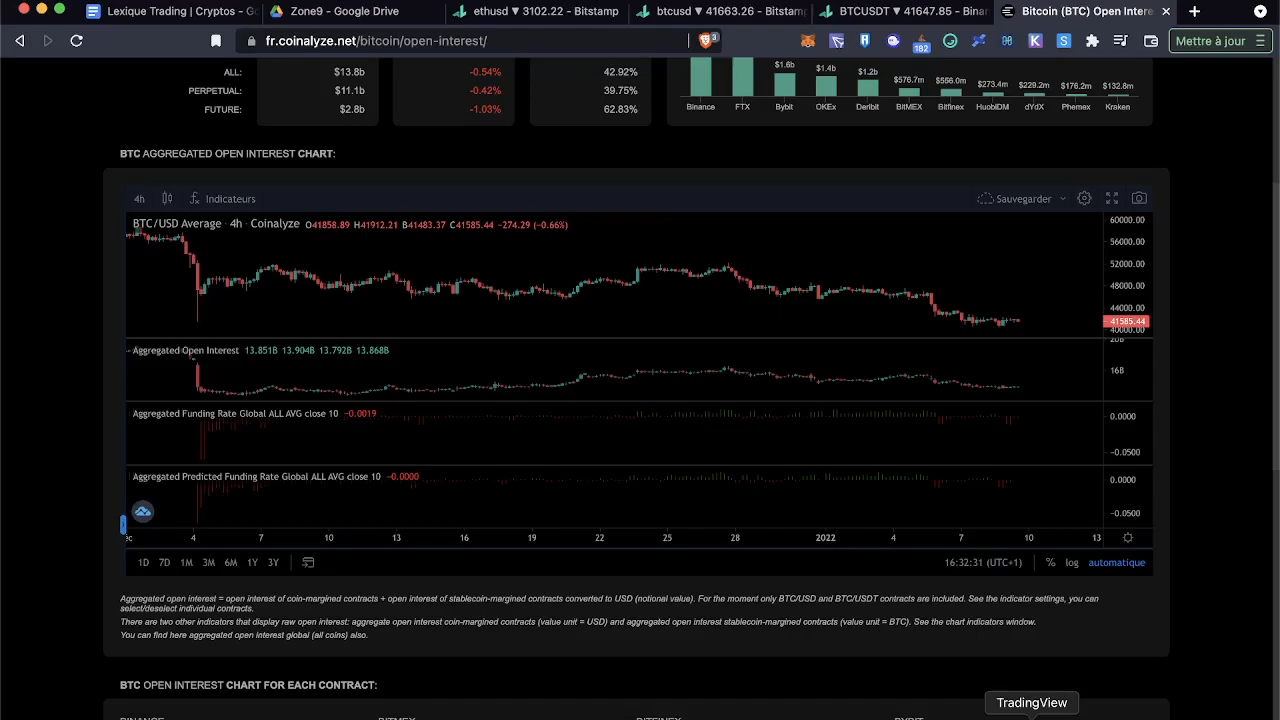 Lexique Trading | Cryptos - Go
Zone9 - Google Drive
ethusd ▼ 3102.22 - Bitstamp
btcusd ▼ 41663.26 - Bitstamp
BTCUSDT ▼ 41647.85 - Binan
Bitcoin (BTC) Open Intere
fr.coinalyze.net/bitcoin/open-interest/
3
182
Mettre à jour
ALL: $13.8b -0.54% 42.92%
PERPETUAL: $11.1b -0.42% 39.75%
FUTURE: $2.8b -1.03% 62.83%
$1.6b $1.4b $1.2b $576.7m $556.0m $273.4m $229.2m $176.2m $132.8m
Binance FTX Bybit OKEx Deribit BitMEX Bitfinex HuobiDM dYdX Phemex Kraken
BTC AGGREGATED OPEN INTEREST CHART:
4h Indicateurs Sauvegarder
BTC/USD Average · 4h · Coinalyze O41858.89 H41912.21 B41483.37 C41585.44 -274.29 (-0.66%)
60000.00
56000.00
52000.00
48000.00
44000.00
41585.44
40000.00
20B
Aggregated Open Interest 13.851B 13.904B 13.792B 13.868B
16B
Aggregated Funding Rate Global ALL AVG close 10 -0.0019
0.0000
-0.0500
Aggregated Predicted Funding Rate Global ALL AVG close 10 -0.0000
0.0000
-0.0500
ec 4 7 10 13 16 19 22 25 28 2022 4 7 10 13
1D 7D 1M 3M 6M 1Y 3Y 16:32:31 (UTC+1) % log automatique
Aggregated open interest = open interest of coin-margined contracts + open interest of stablecoin-margined contracts converted to USD (notional value). For the moment only BTC/USD and BTC/USDT contracts are included. See the indicator settings, you can
select/deselect individual contracts.
There are two other indicators that display raw open interest: aggregate open interest coin-margined contracts (value unit = USD) and aggregated open interest stablecoin-margined contracts (value unit = BTC). See the chart indicators window.
You can find here aggregated open interest global (all coins) also.
BTC OPEN INTEREST CHART FOR EACH CONTRACT:
TradingView
BINANCE BITMEX BITFINEX BYBIT